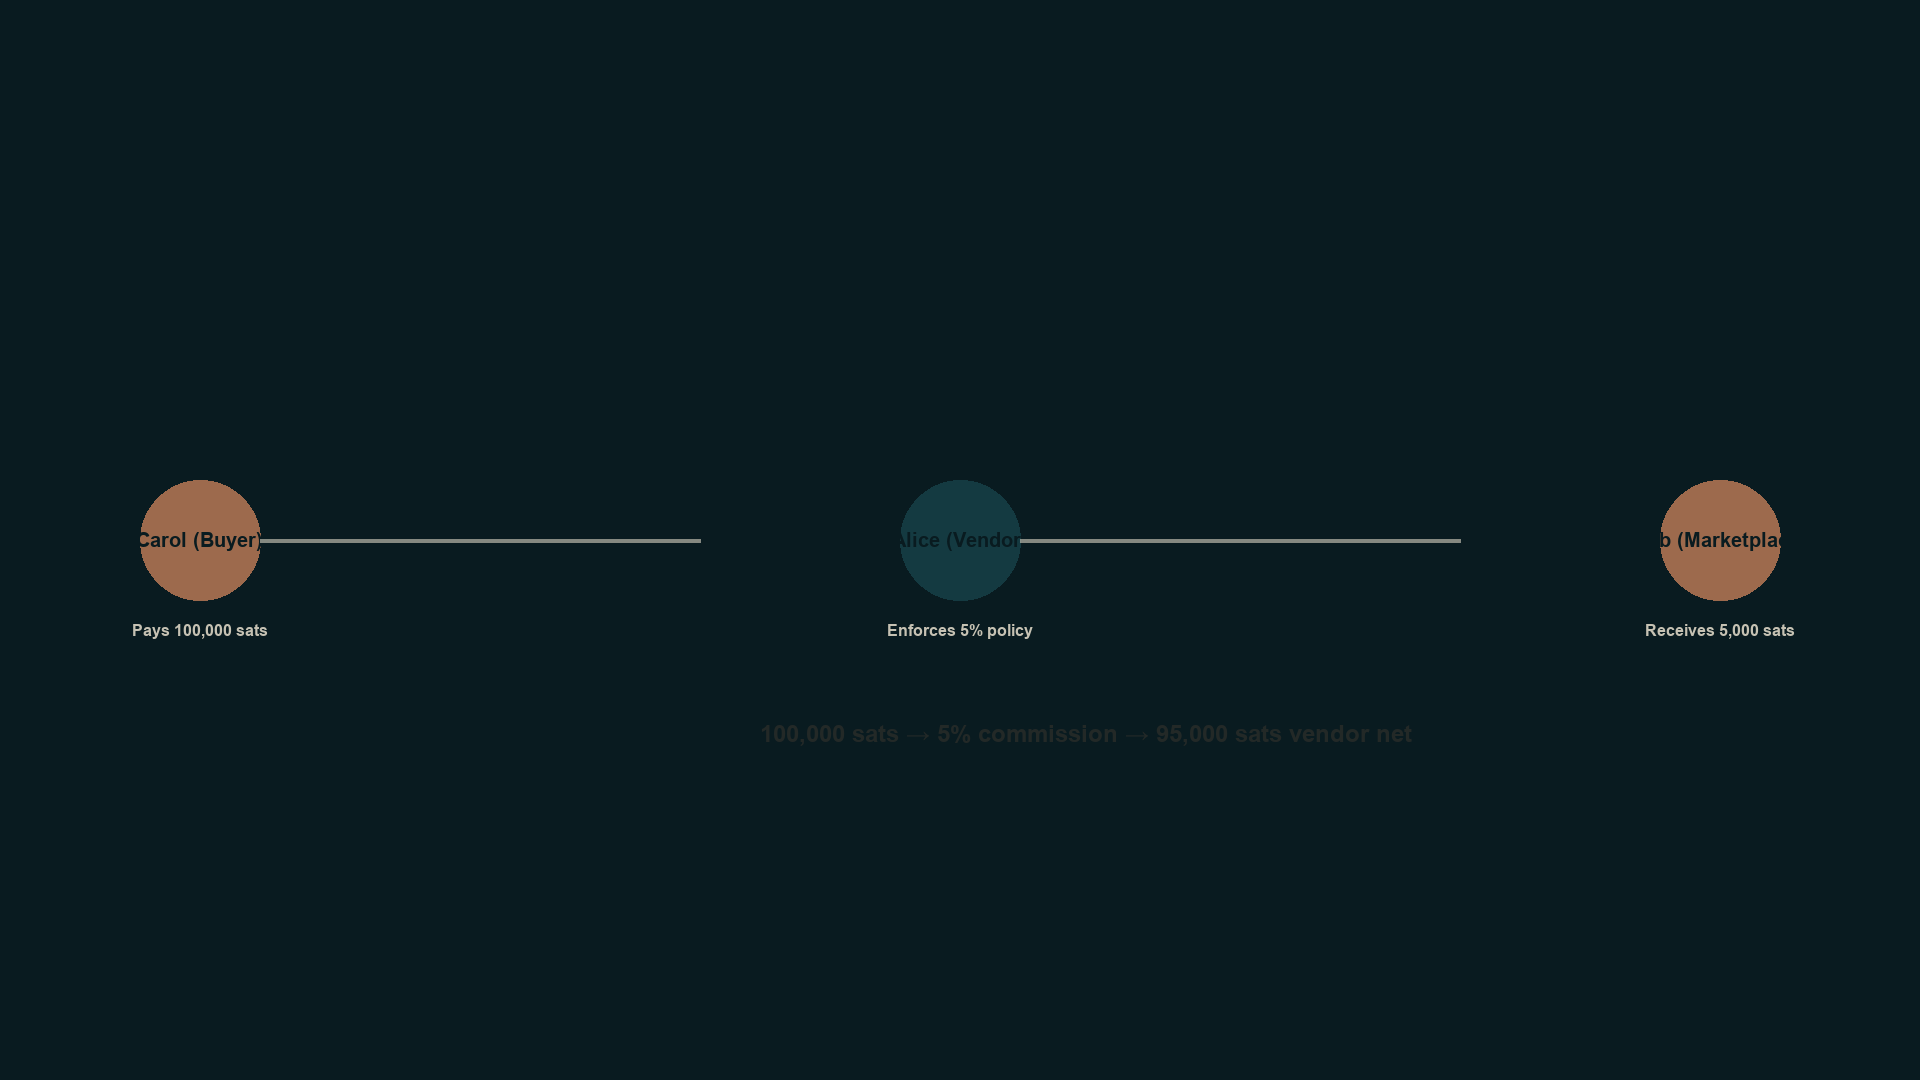 Carol (Buyer)
Alice (Vendor
b (Marketplac
Pays 100,000 sats
Enforces 5% policy
Receives 5,000 sats
100,000 sats → 5% commission → 95,000 sats vendor net